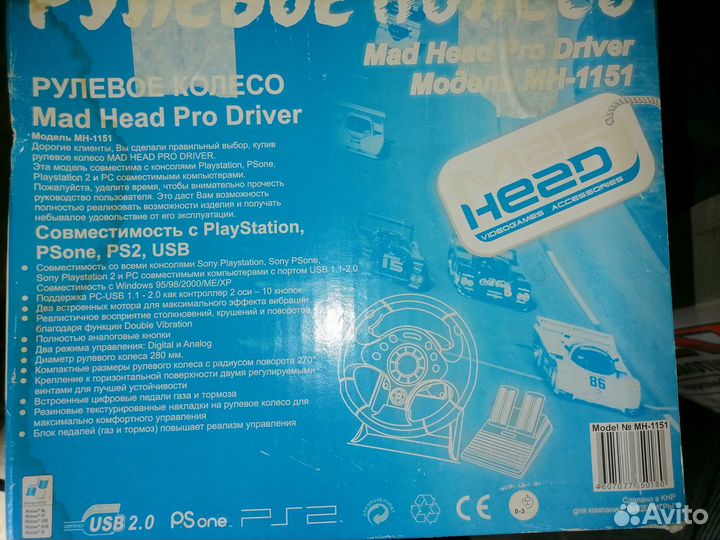 РУЛЕВОЕ КОЛЕСО
Mad Head Pro Driver
Модель MH-1151
РУЛЕВОЕ КОЛЕСО
Mad Head Pro Driver
Модель MH-1151
Дорогие клиенты, Вы сделали правильный выбор, купив
рулевое колесо MAD HEAD PRO DRIVER.
Эта модель совместима с консолями Playstation, PSone,
Playstation 2 и PC совместимыми компьютерами.
Пожалуйста, уделите время, чтобы внимательно прочесть
руководство пользователя. Это даст Вам возможность
полностью реализовать возможности изделия и получать
небывалое удовольствие от его эксплуатации.
Совместимость с PlayStation,
PSone, PS2, USB
• Совместимость со всеми консолями Sony Playstation, Sony PSone,
Sony Playstation 2 и PC совместимыми компьютерами с портом USB 1.1-2.0
Совместимость с Windows 95/98/2000/ME/XP
• Поддержка PC-USB 1.1 - 2.0 как контроллер 2 оси – 10 кнопок
• Два встроенных мотора для максимального эффекта вибрации
• Реалистичное восприятие столкновений, крушений и поворотов
благодаря функции Double Vibration
• Полностью аналоговые кнопки
• Два режима управления: Digital и Analog
• Диаметр рулевого колеса 280 мм.
• Компактные размеры рулевого колеса с радиусом поворота 270°
• Крепление к горизонтальной поверхности двумя регулируемыми
винтами для лучшей устойчивости
• Встроенные цифровые педали газа и тормоза
• Резиновые текстурированные накладки на рулевое колесо для
максимально комфортного управления
• Блок педалей (газ и тормоз) повышает реализм управления
HEAD
VIDEOGAMES ACCESSORIES
86
Model № MH-1151
4607077350180
Сделано в КНР
для компании
USB 2.0
PSone
PS2
CE
0-3
Avito